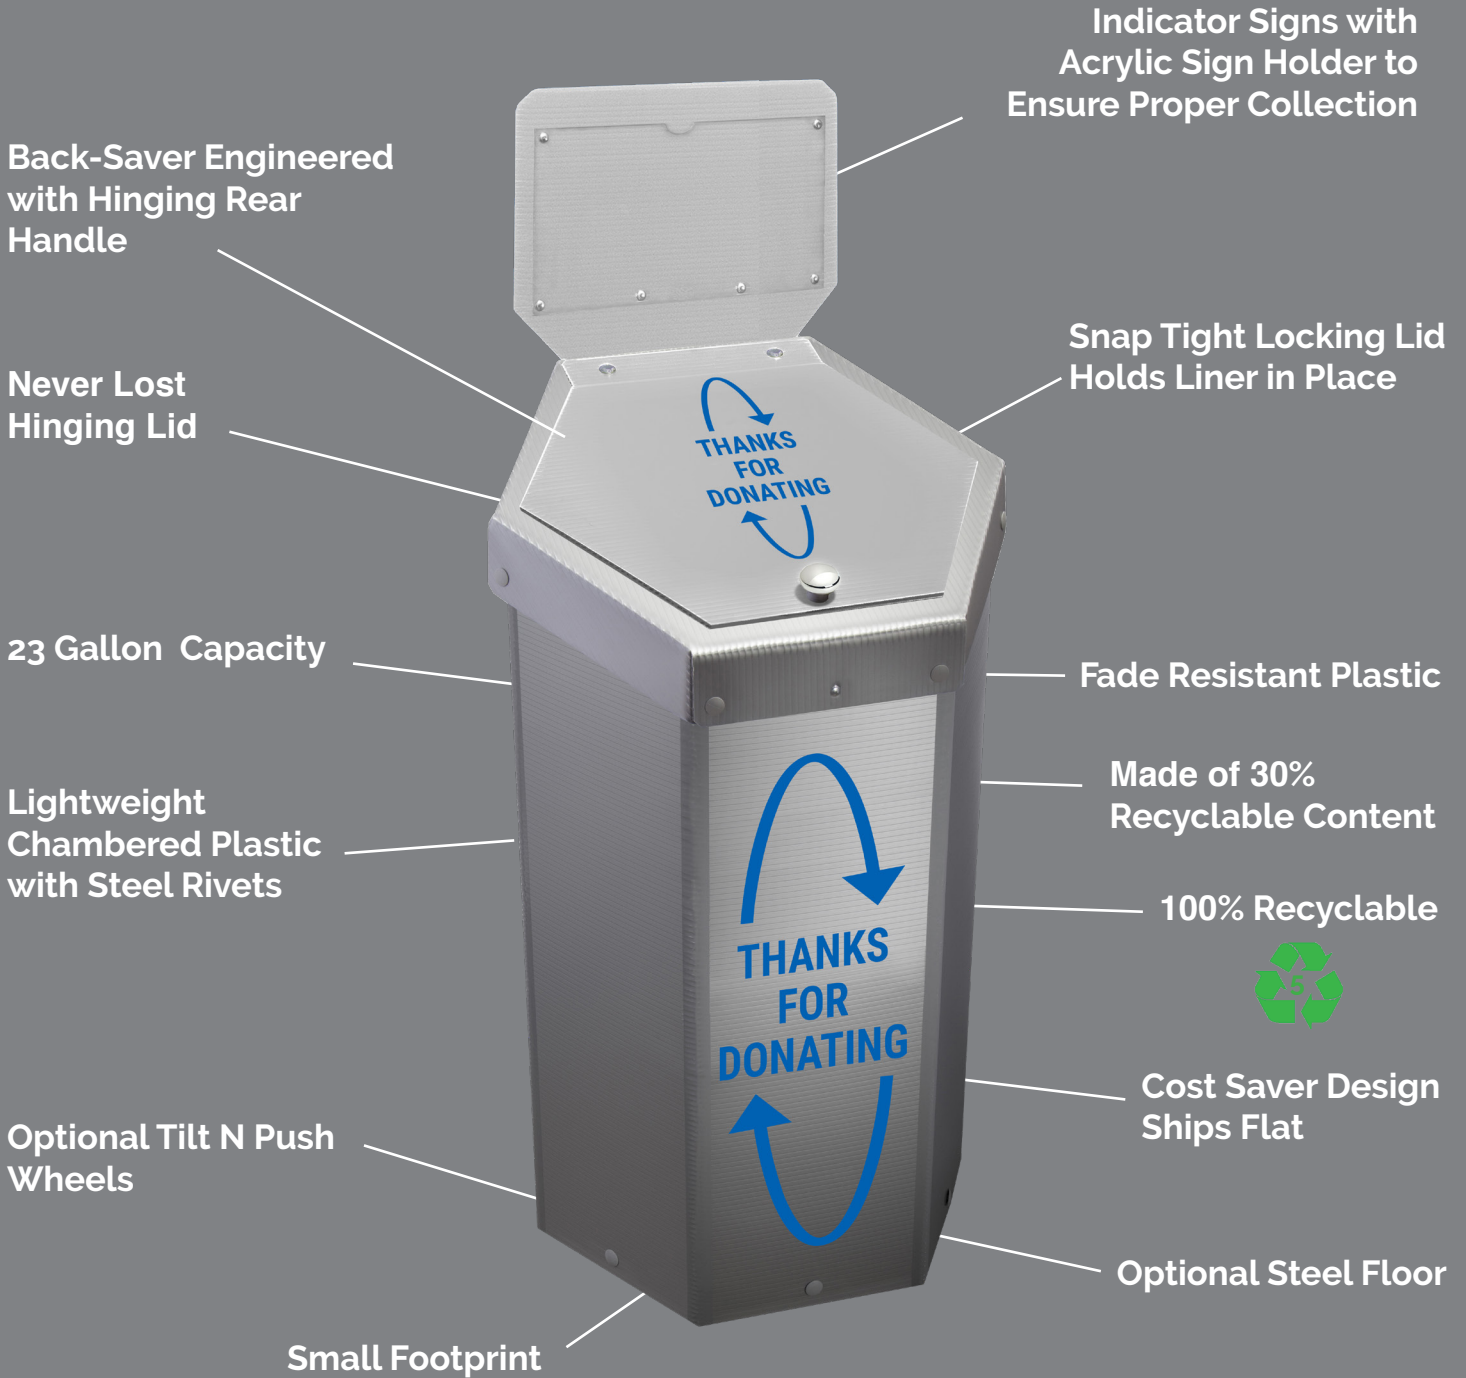 Indicator Signs with
Acrylic Sign Holder to
Ensure Proper Collection
Back-Saver Engineered
with Hinging Rear
Handle
Snap Tight Locking Lid
Holds Liner in Place
Never Lost
Hinging Lid
THANKS
FOR
DONATING
23 Gallon Capacity
Fade Resistant Plastic
Made of 30%
Recyclable Content
Lightweight
Chambered Plastic
with Steel Rivets
100% Recyclable
5
THANKS
FOR
DONATING
Cost Saver Design
Ships Flat
Optional Tilt N Push
Wheels
Optional Steel Floor
Small Footprint